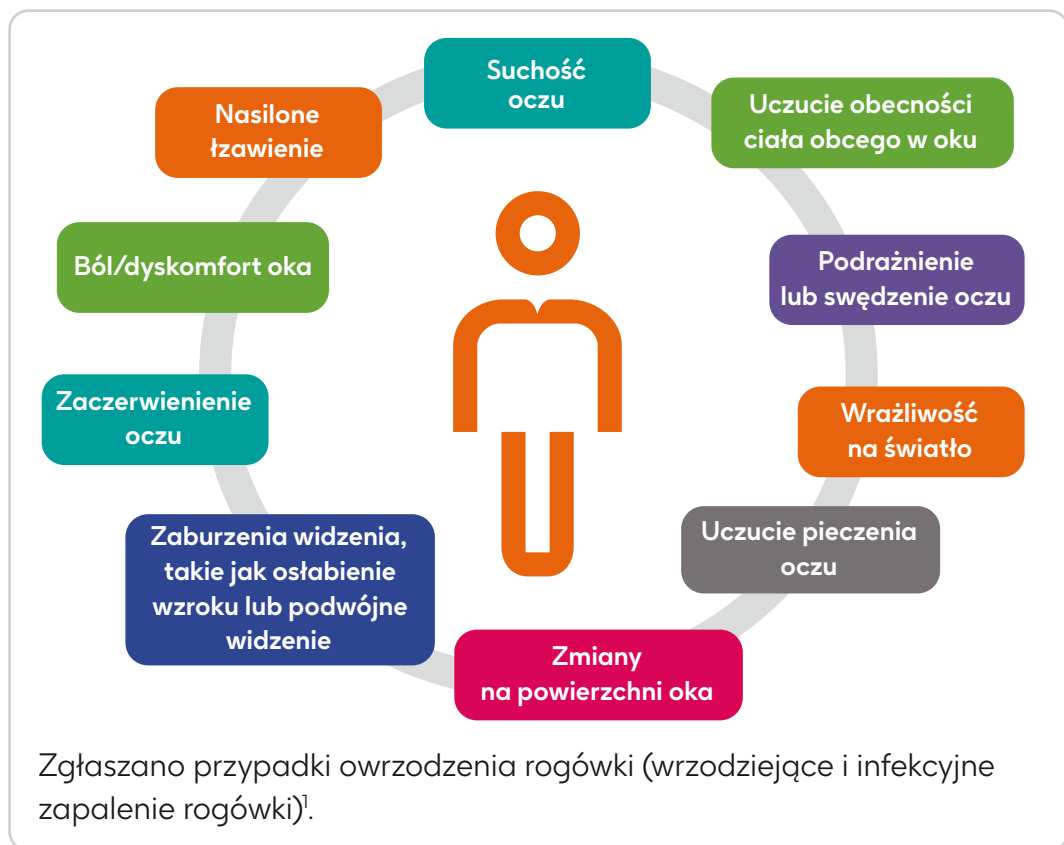 Suchość
oczu
Uczucie obecności
ciała obcego w oku
Podrażnienie
lub swędzenie oczu
Wrażliwość
na światło
Uczucie pieczenia
oczu
Zmiany
na powierzchni oka
Zaburzenia widzenia,
takie jak osłabienie
wzroku lub podwójne
widzenie
Zaczerwienienie
oczu
Ból/dyskomfort oka
Nasilone
łzawienie
Zgłaszano przypadki owrzodzenia rogówki (wrzodziejące i infekcyjne
zapalenie rogówki)¹.